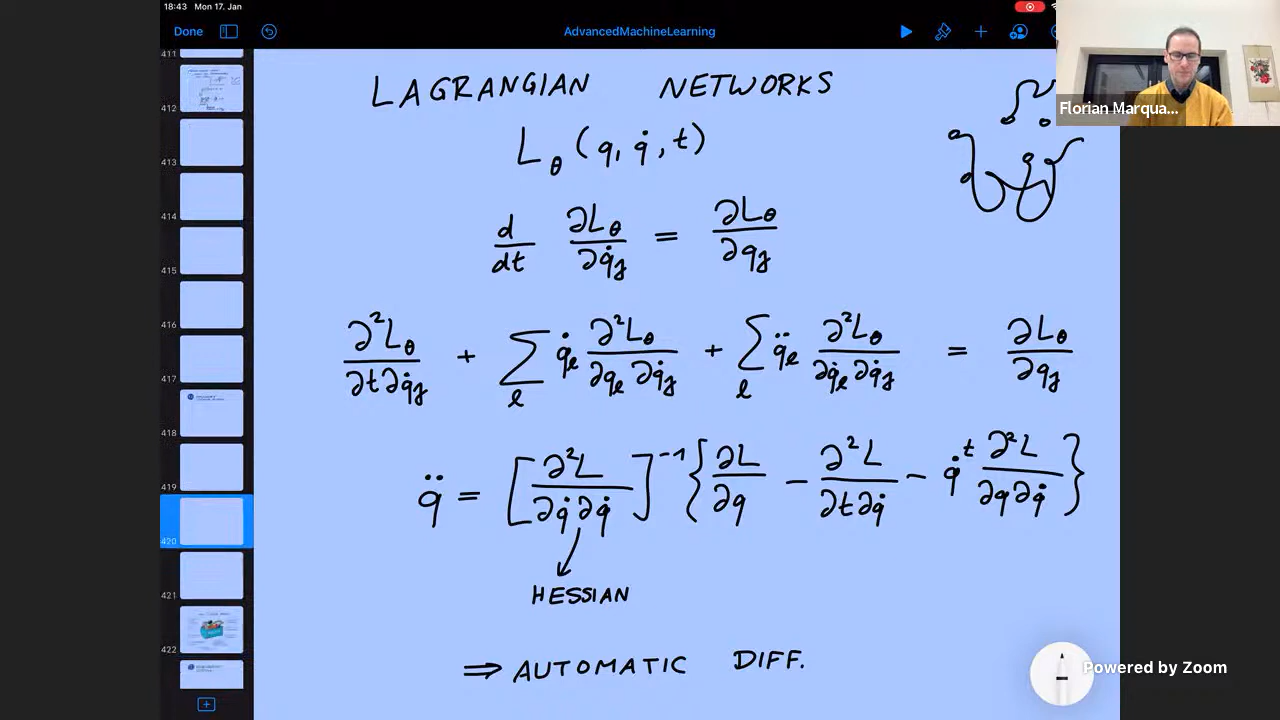 18:43 Mon 17. Jan
Done
AdvancedMachineLearning
Florian Marqua...
LAGRANGIAN NETWORKS
L_θ (q, q̇, t)
d/dt ∂L_θ/∂q̇_j = ∂L_θ/∂q_j
∂²L_θ/∂t∂q̇_j + ∑_l q̇_l ∂²L_θ/∂q_l∂q̇_j + ∑_l q̈_l ∂²L_θ/∂q̇_l∂q̇_j = ∂L_θ/∂q_j
q̈ = [∂²L/∂q̇∂q̇]⁻¹ {∂L/∂q − ∂²L/∂t∂q̇ − q̇ᵗ ∂²L/∂q∂q̇}
HESSIAN
⇒ AUTOMATIC DIFF.
411
412
413
414
415
416
417
418
419
420
421
422
Powered by Zoom